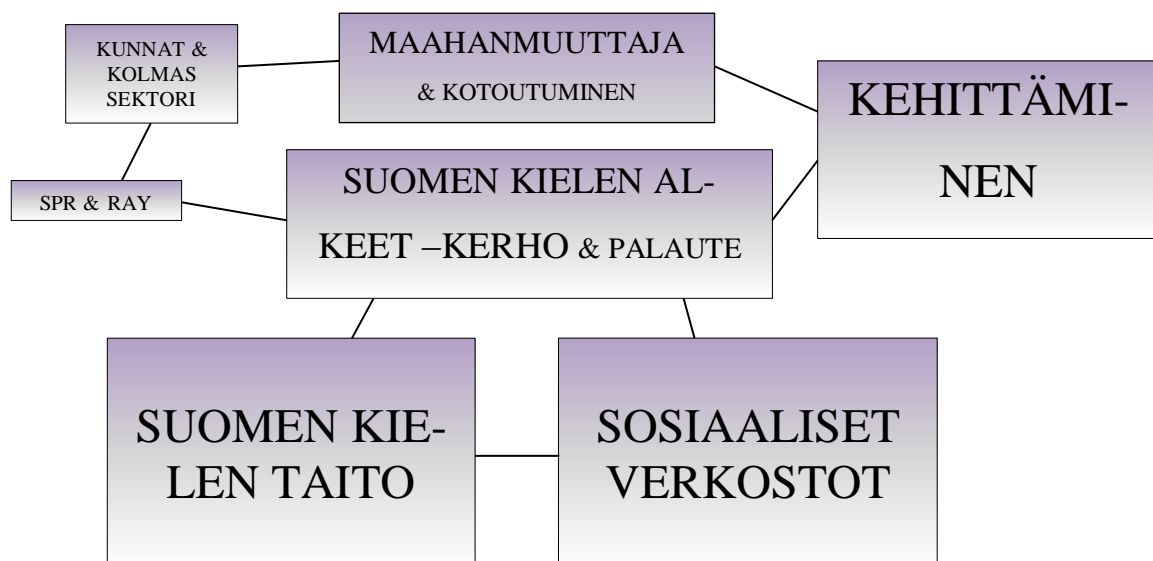 KUNNAT &
KOLMAS
SEKTORI
MAAHANMUUTTAJA
& KOTOUTUMINEN
KEHITTÄMI-
NEN
SPR & RAY
SUOMEN KIELEN AL-
KEET –KERHO & PALAUTE
SUOMEN KIE-
LEN TAITO
SOSIAALISET
VERKOSTOT